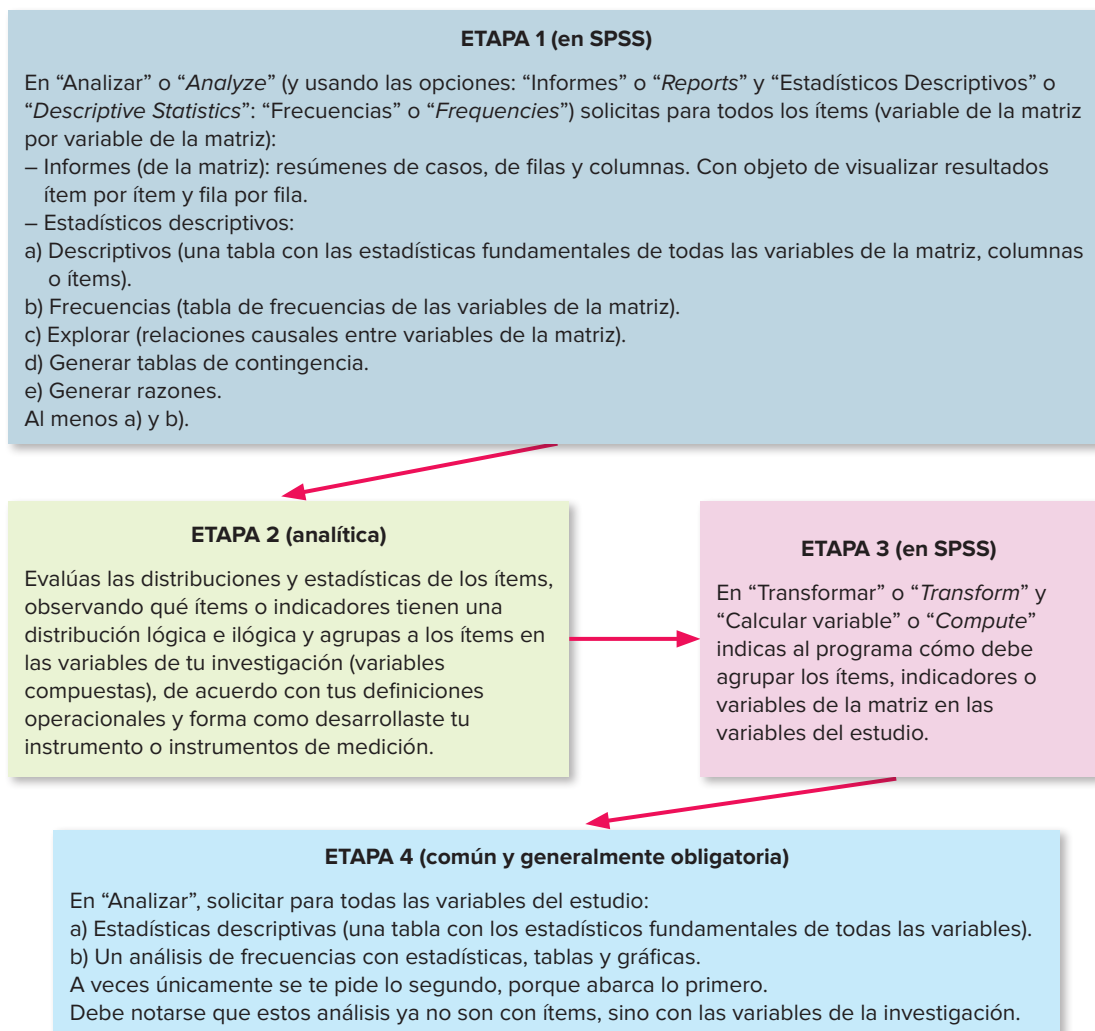 ETAPA 1 (en SPSS)
En “Analizar” o “Analyze” (y usando las opciones: “Informes” o “Reports” y “Estadísticos Descriptivos” o
“Descriptive Statistics”: “Frecuencias” o “Frequencies”) solicitas para todos los ítems (variable de la matriz
por variable de la matriz):
– Informes (de la matriz): resúmenes de casos, de filas y columnas. Con objeto de visualizar resultados
ítem por ítem y fila por fila.
– Estadísticos descriptivos:
a) Descriptivos (una tabla con las estadísticas fundamentales de todas las variables de la matriz, columnas
o ítems).
b) Frecuencias (tabla de frecuencias de las variables de la matriz).
c) Explorar (relaciones causales entre variables de la matriz).
d) Generar tablas de contingencia.
e) Generar razones.
Al menos a) y b).
ETAPA 2 (analítica)
Evalúas las distribuciones y estadísticas de los ítems,
observando qué ítems o indicadores tienen una
distribución lógica e ilógica y agrupas a los ítems en
las variables de tu investigación (variables
compuestas), de acuerdo con tus definiciones
operacionales y forma como desarrollaste tu
instrumento o instrumentos de medición.
ETAPA 3 (en SPSS)
En “Transformar” o “Transform” y
“Calcular variable” o “Compute”
indicas al programa cómo debe
agrupar los ítems, indicadores o
variables de la matriz en las
variables del estudio.
ETAPA 4 (común y generalmente obligatoria)
En “Analizar”, solicitar para todas las variables del estudio:
a) Estadísticas descriptivas (una tabla con los estadísticos fundamentales de todas las variables).
b) Un análisis de frecuencias con estadísticas, tablas y gráficas.
A veces únicamente se te pide lo segundo, porque abarca lo primero.
Debe notarse que estos análisis ya no son con ítems, sino con las variables de la investigación.